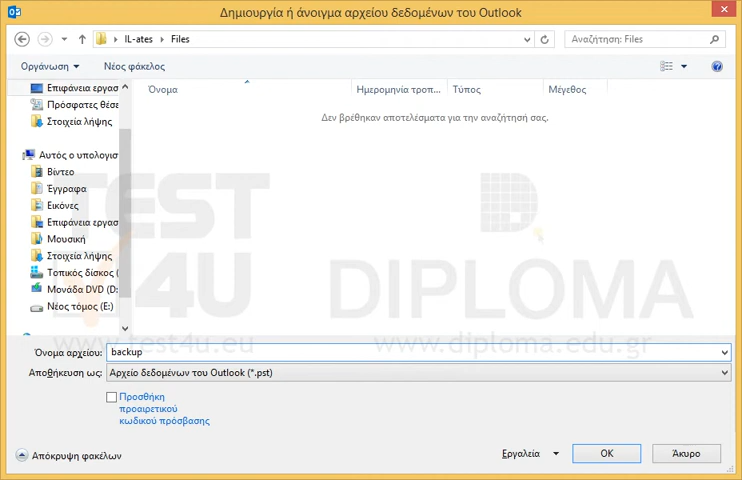 Δημιουργία ή άνοιγμα αρχείου δεδομένων του Outlook
IL-ates Files
Αναζήτηση: Files
Οργάνωση Νέος φάκελος
Όνομα Ημερομηνία τροπ... Τύπος Μέγεθος
Δεν βρέθηκαν αποτελέσματα για την αναζήτησή σας.
Επιφάνεια εργασ
Πρόσφατες θέσε
Στοιχεία λήψης
Αυτός ο υπολογιστ
Βίντεο
Έγγραφα
Εικόνες
Επιφάνεια εργασ
Μουσική
Στοιχεία λήψης
Τοπικός δίσκος (
Μονάδα DVD (D:
Νέος τόμος (E:)
TEST
4U
D
DIPLOMA
www.test4u.eu
www.diploma.edu.gr
Όνομα αρχείου: backup
Αποθήκευση ως: Αρχείο δεδομένων του Outlook (*.pst)
Προσθήκη
προαιρετικού
κωδικού πρόσβασης
Απόκρυψη φακέλων
Εργαλεία OK Άκυρο